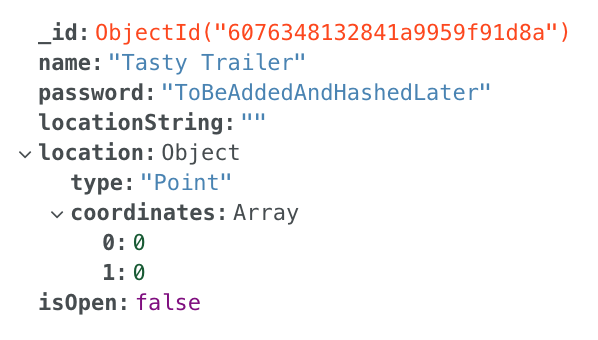 _id: ObjectId("6076348132841a9959f91d8a")
name: "Tasty Trailer"
password: "ToBeAddedAndHashedLater"
locationString: ""
location: Object
type: "Point"
coordinates: Array
0: 0
1: 0
isOpen: false